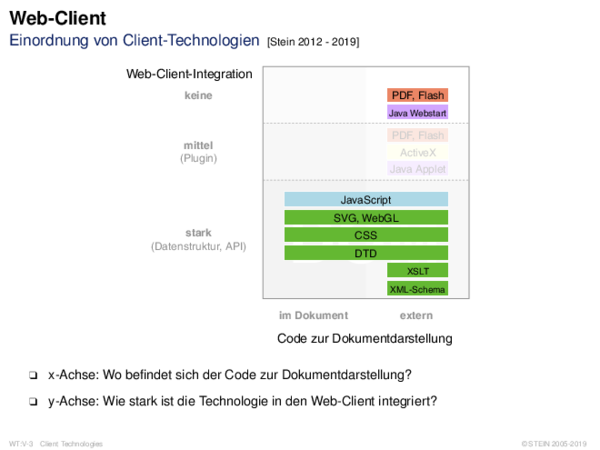 Web-Client
Einordnung von Client-Technologien [Stein 2012 - 2019]
Web-Client-Integration
keine
PDF, Flash
Java Webstart
mittel
(Plugin)
PDF, Flash
ActiveX
Java Applet
JavaScript
SVG, WebGL
stark
(Datenstruktur, API)
CSS
DTD
XSLT
XML-Schema
im Dokument extern
Code zur Dokumentdarstellung
❑ x-Achse: Wo befindet sich der Code zur Dokumentdarstellung?
❑ y-Achse: Wie stark ist die Technologie in den Web-Client integriert?
WT:V-3 Client Technologies © STEIN 2005-2019